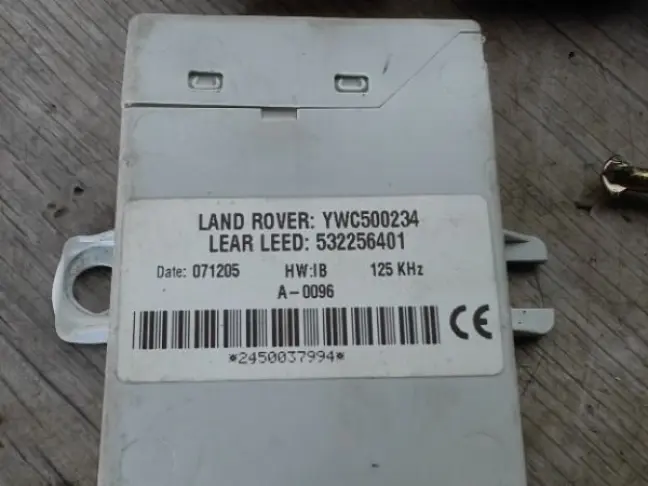 LAND ROVER: YWC500234
LEAR LEED: 532256401
Date: 071205 HW:IB 125 KHz
A-0096
CE
*2450037994*